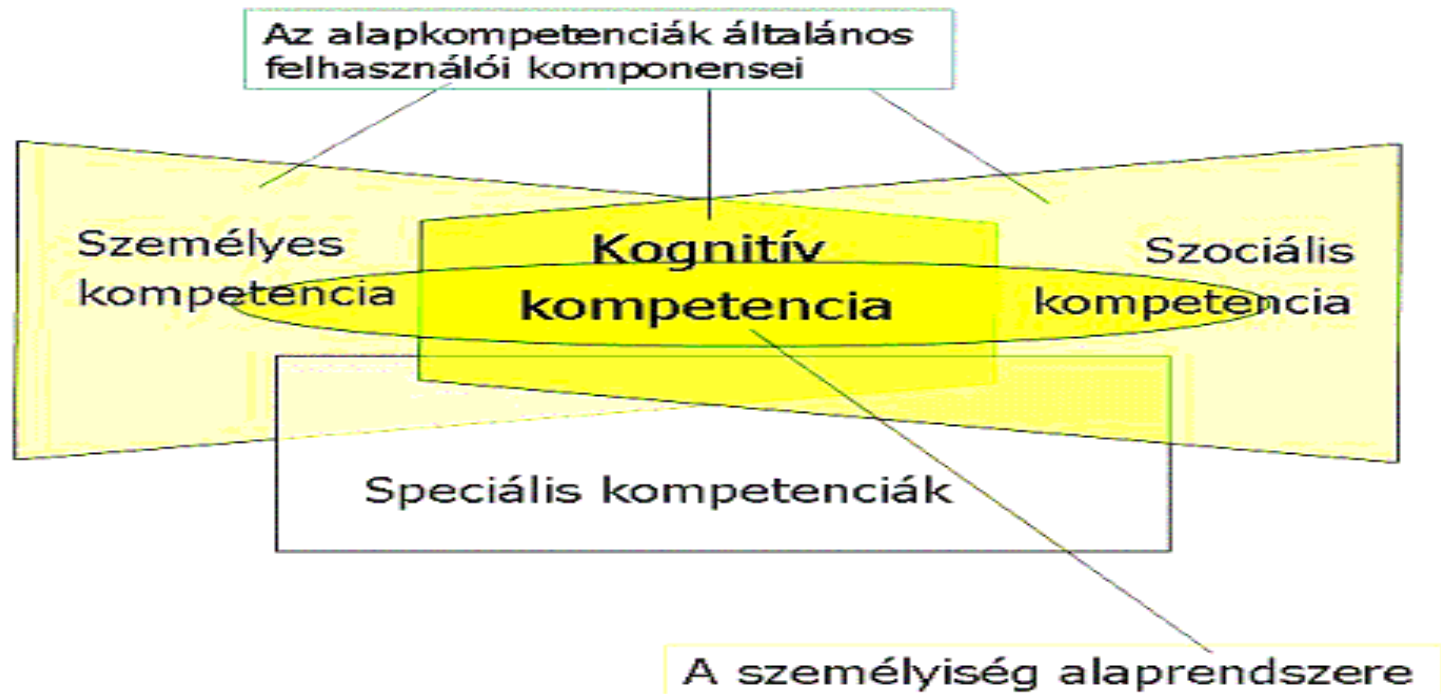 Az alapkompetenciák általános
felhasználói komponensei
Személyes
kompetencia
Kognitív
kompetencia
Szociális
kompetencia
Speciális kompetenciák
A személyiség alaprendszere